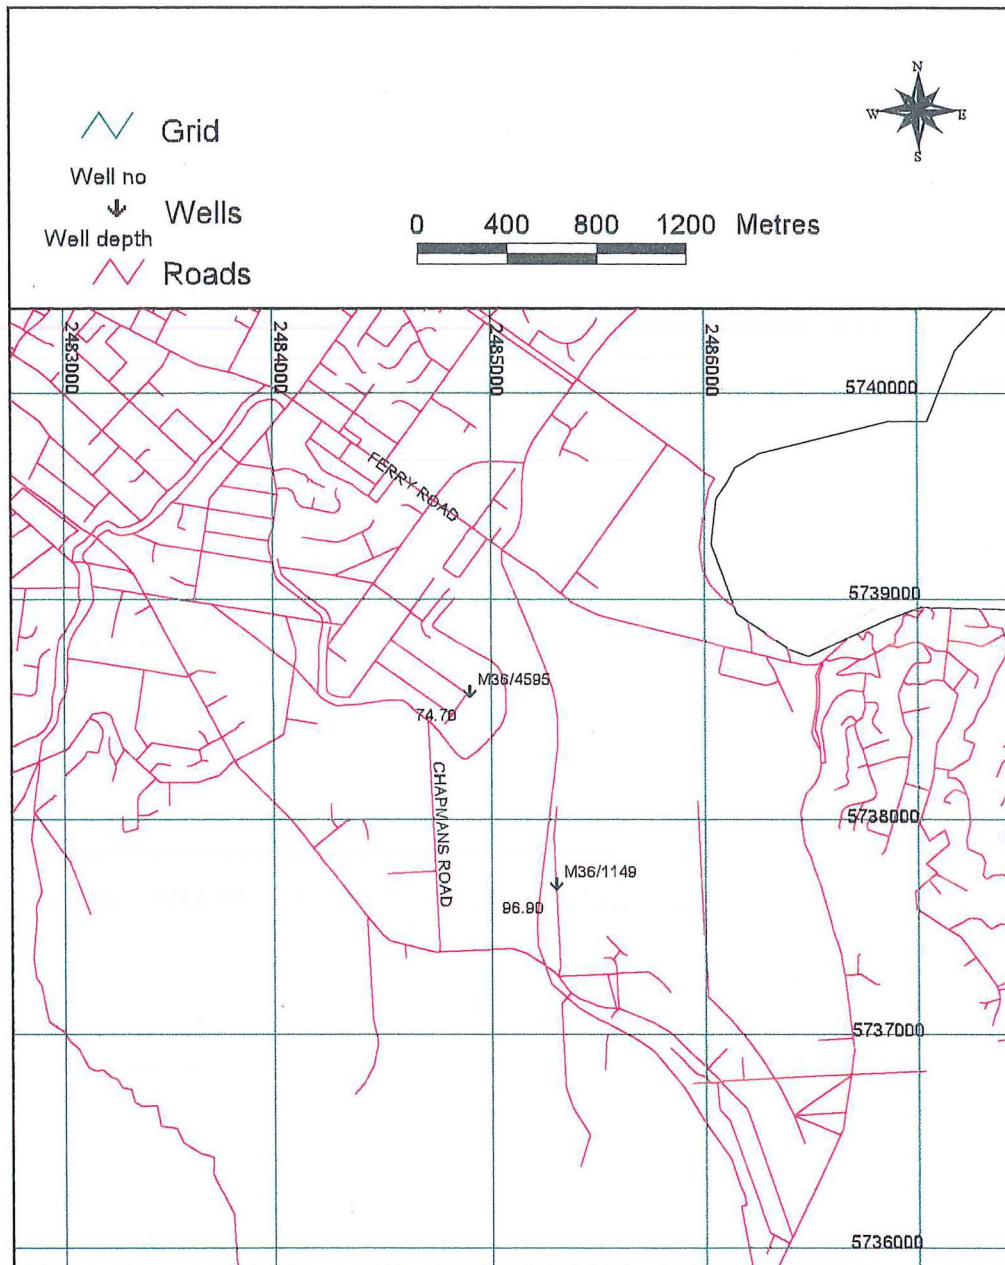 N
W E
S
Grid
Well no
Wells
Well depth
Roads
0 400 800 1200 Metres
2483000
2484000
2485000
2486000
5740000
FERRY ROAD
5739000
M36/4595
74.70
CHAPMANS ROAD
5738000
M36/1149
96.90
5737000
5736000